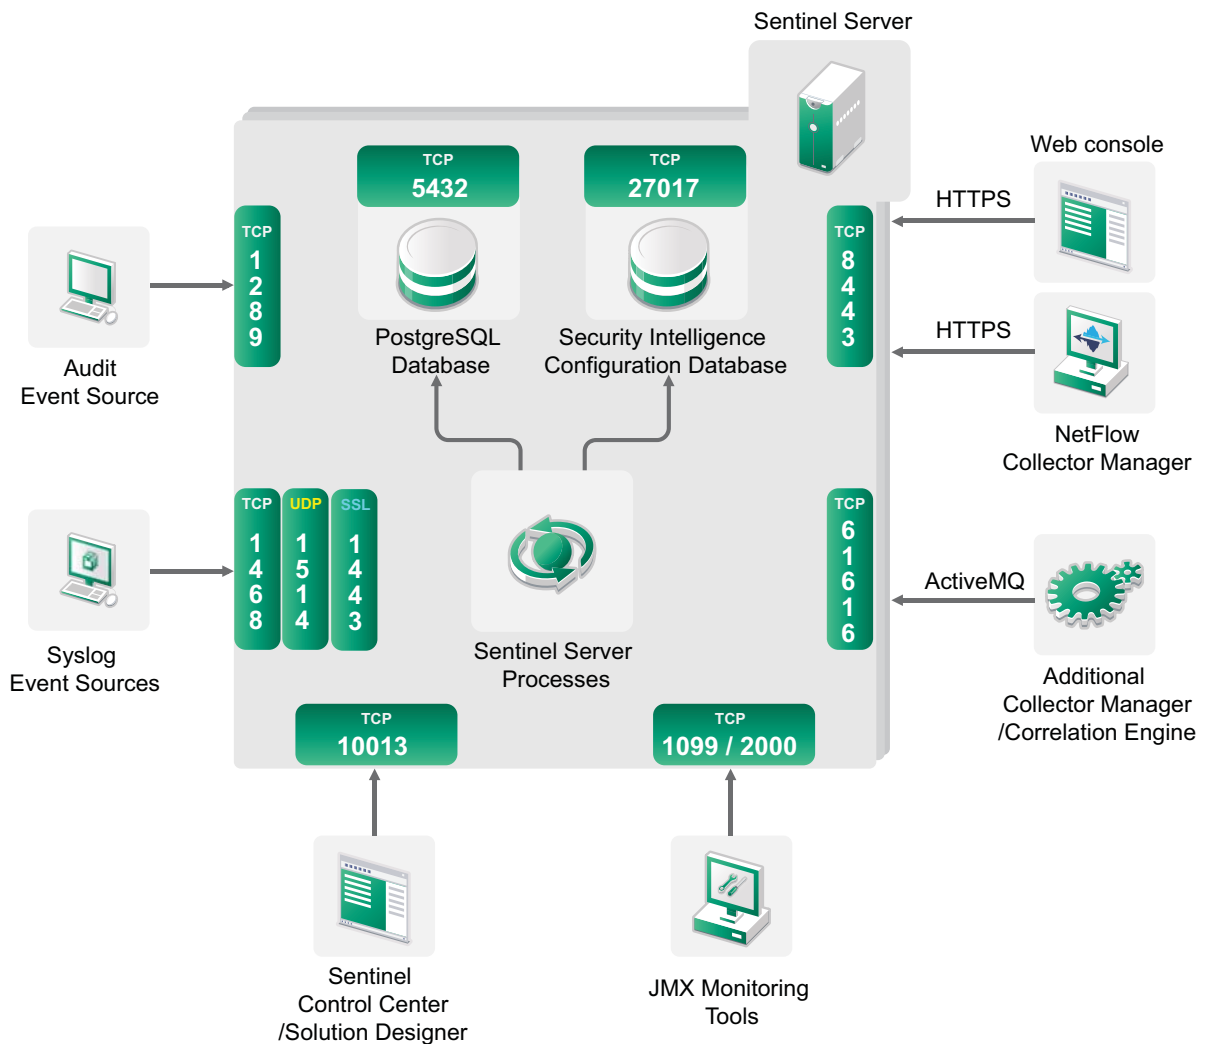 Sentinel Server
TCP
5432
TCP
27017
PostgreSQL
Database
Security Intelligence
Configuration Database
TCP
1
2
8
9
Audit
Event Source
TCP
8
4
4
3
HTTPS
Web console
HTTPS
NetFlow
Collector Manager
TCP
1
4
6
8
UDP
1
5
1
4
SSL
1
4
4
3
Syslog
Event Sources
Sentinel Server
Processes
TCP
6
1
6
1
6
ActiveMQ
Additional
Collector Manager
/Correlation Engine
TCP
10013
TCP
1099 / 2000
Sentinel
Control Center
/Solution Designer
JMX Monitoring
Tools